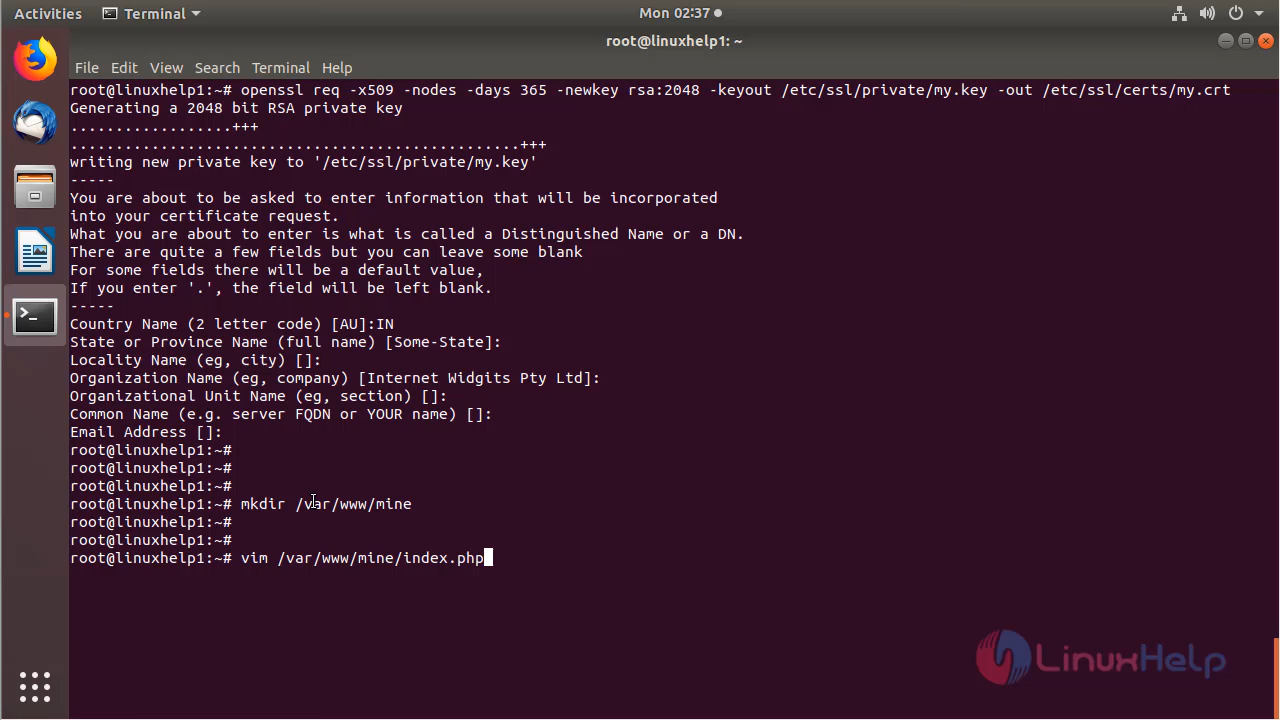 Activities Terminal Mon 02:37
root@linuxhelp1: ~
File Edit View Search Terminal Help
root@linuxhelp1:~# openssl req -x509 -nodes -days 365 -newkey rsa:2048 -keyout /etc/ssl/private/my.key -out /etc/ssl/certs/my.crt
Generating a 2048 bit RSA private key
..................+++
..................................................+++
writing new private key to '/etc/ssl/private/my.key'
-----
You are about to be asked to enter information that will be incorporated
into your certificate request.
What you are about to enter is what is called a Distinguished Name or a DN.
There are quite a few fields but you can leave some blank
For some fields there will be a default value,
If you enter '.', the field will be left blank.
-----
Country Name (2 letter code) [AU]:IN
State or Province Name (full name) [Some-State]:
Locality Name (eg, city) []:
Organization Name (eg, company) [Internet Widgits Pty Ltd]:
Organizational Unit Name (eg, section) []:
Common Name (e.g. server FQDN or YOUR name) []:
Email Address []:
root@linuxhelp1:~#
root@linuxhelp1:~#
root@linuxhelp1:~#
root@linuxhelp1:~# mkdir /var/www/mine
root@linuxhelp1:~#
root@linuxhelp1:~#
root@linuxhelp1:~# vim /var/www/mine/index.php
LinuxHelp